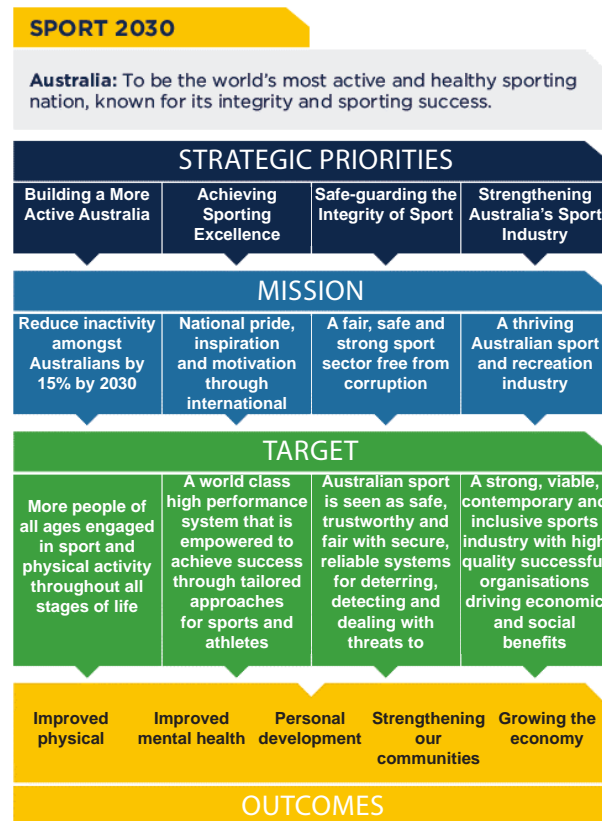 SPORT 2030
Australia: To be the world's most active and healthy sporting
nation, known for its integrity and sporting success.
STRATEGIC PRIORITIES
Building a More
Active Australia
Achieving
Sporting
Excellence
Safe-guarding the
Integrity of Sport
Strengthening
Australia's Sport
Industry
MISSION
Reduce inactivity
amongst
Australians by
15% by 2030
National pride,
inspiration
and motivation
through
international
A fair, safe and
strong sport
sector free from
corruption
A thriving
Australian sport
and recreation
industry
TARGET
More people of
all ages engaged
in sport and
physical activity
throughout all
stages of life
A world class
high performance
system that is
empowered to
achieve success
through tailored
approaches
for sports and
athletes
Australian sport
is seen as safe,
trustworthy and
fair with secure,
reliable systems
for deterring,
detecting and
dealing with
threats to
A strong, viable,
contemporary and
inclusive sports
industry with high
quality successful
organisations
driving economic
and social
benefits
Improved
physical
Improved
mental health
Personal
development
Strengthening
our
communities
Growing the
economy
OUTCOMES